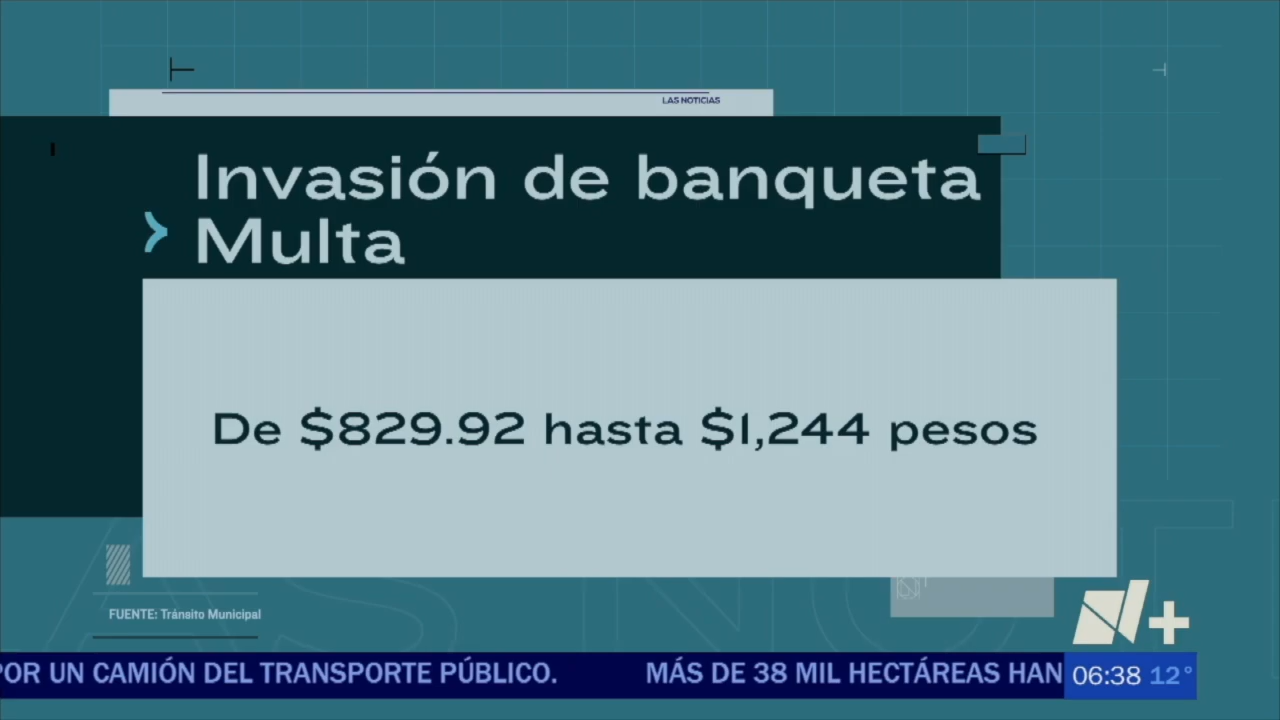 LAS NOTICIAS
Invasión de banqueta
Multa
De $829.92 hasta $1,244 pesos
FUENTE: Tránsito Municipal
POR UN CAMIÓN DEL TRANSPORTE PÚBLICO. MÁS DE 38 MIL HECTÁREAS HAN
06:38 12°